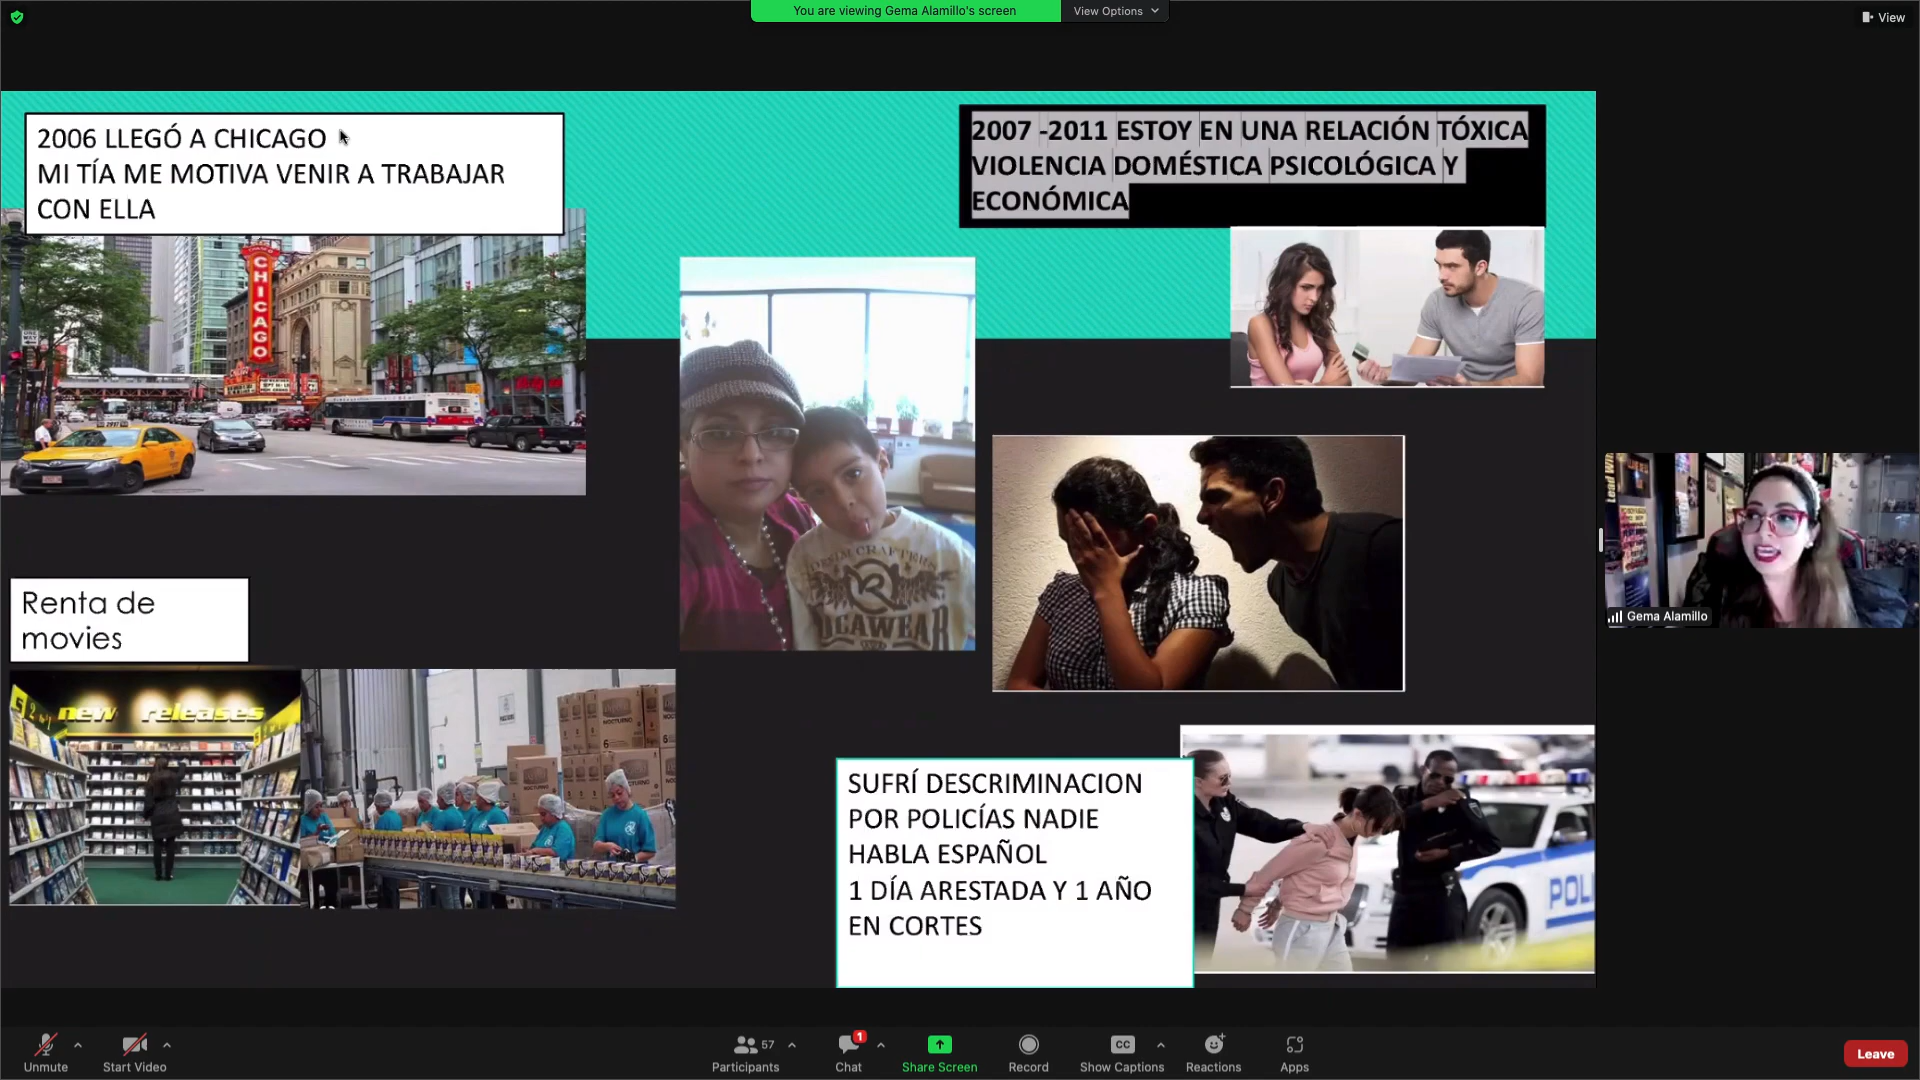 You are viewing Gema Alamillo's screen
View Options
View
2006 LLEGÓ A CHICAGO
MI TÍA ME MOTIVA VENIR A TRABAJAR
CON ELLA
2007 -2011 ESTOY EN UNA RELACIÓN TÓXICA
VIOLENCIA DOMÉSTICA PSICOLÓGICA Y
ECONÓMICA
CHICAGO
Renta de
movies
new releases
NOCTURNO
SUFRÍ DESCRIMINACION
POR POLICÍAS NADIE
HABLA ESPAÑOL
1 DÍA ARESTADA Y 1 AÑO
EN CORTES
POLI
Gema Alamillo
Unmute
Start Video
57
Participants
1
Chat
Share Screen
Record
CC
Show Captions
Reactions
Apps
Leave